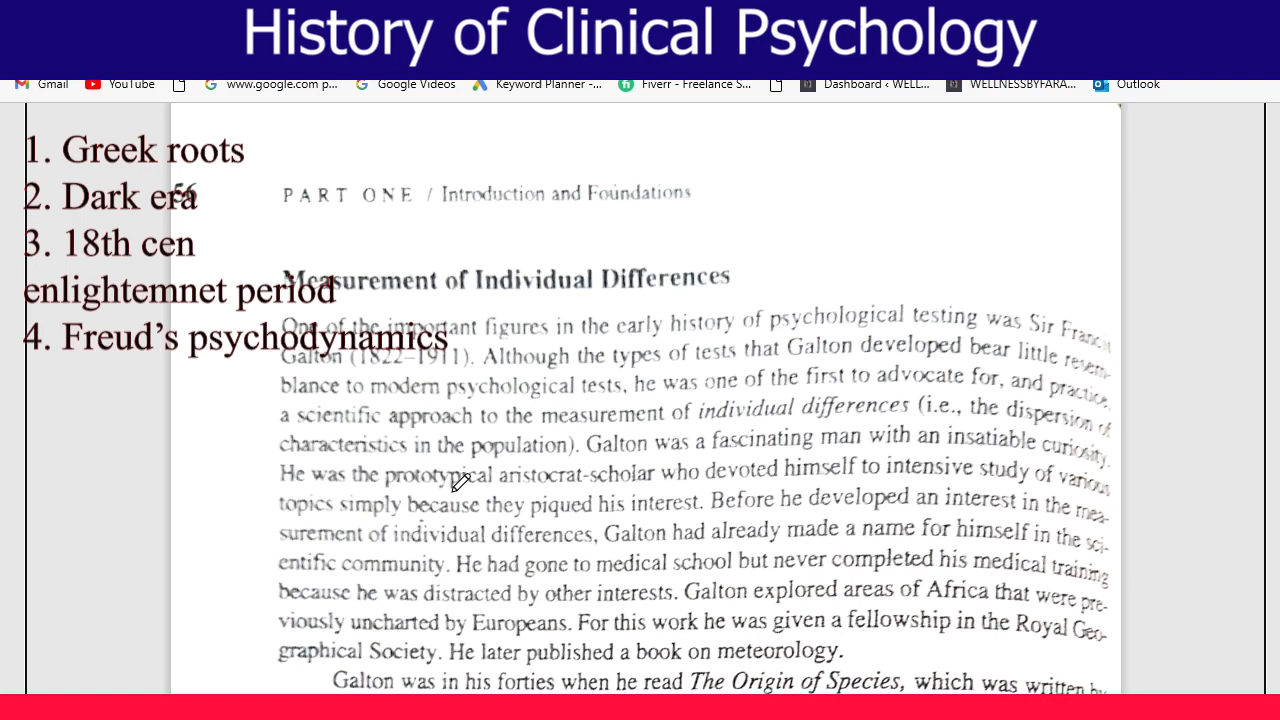 History of Clinical Psychology
Gmail YouTube www.google.com p... Google Videos Keyword Planner -... Fiverr - Freelance S... Dashboard ‹ WELL... WELLNESSBYFARA... Outlook
1. Greek roots
2. Dark era
3. 18th cen
enlightemnet period
4. Freud's psychodynamics
56 PART ONE / Introduction and Foundations
Measurement of Individual Differences
One of the important figures in the early history of psychological testing was Sir Francis
Galton (1822–1911). Although the types of tests that Galton developed bear little resem-
blance to modern psychological tests, he was one of the first to advocate for, and practice,
a scientific approach to the measurement of individual differences (i.e., the dispersion of
characteristics in the population). Galton was a fascinating man with an insatiable curiosity.
He was the prototypical aristocrat-scholar who devoted himself to intensive study of various
topics simply because they piqued his interest. Before he developed an interest in the mea-
surement of individual differences, Galton had already made a name for himself in the sci-
entific community. He had gone to medical school but never completed his medical training
because he was distracted by other interests. Galton explored areas of Africa that were pre-
viously uncharted by Europeans. For this work he was given a fellowship in the Royal Geo-
graphical Society. He later published a book on meteorology.
Galton was in his forties when he read The Origin of Species, which was written by